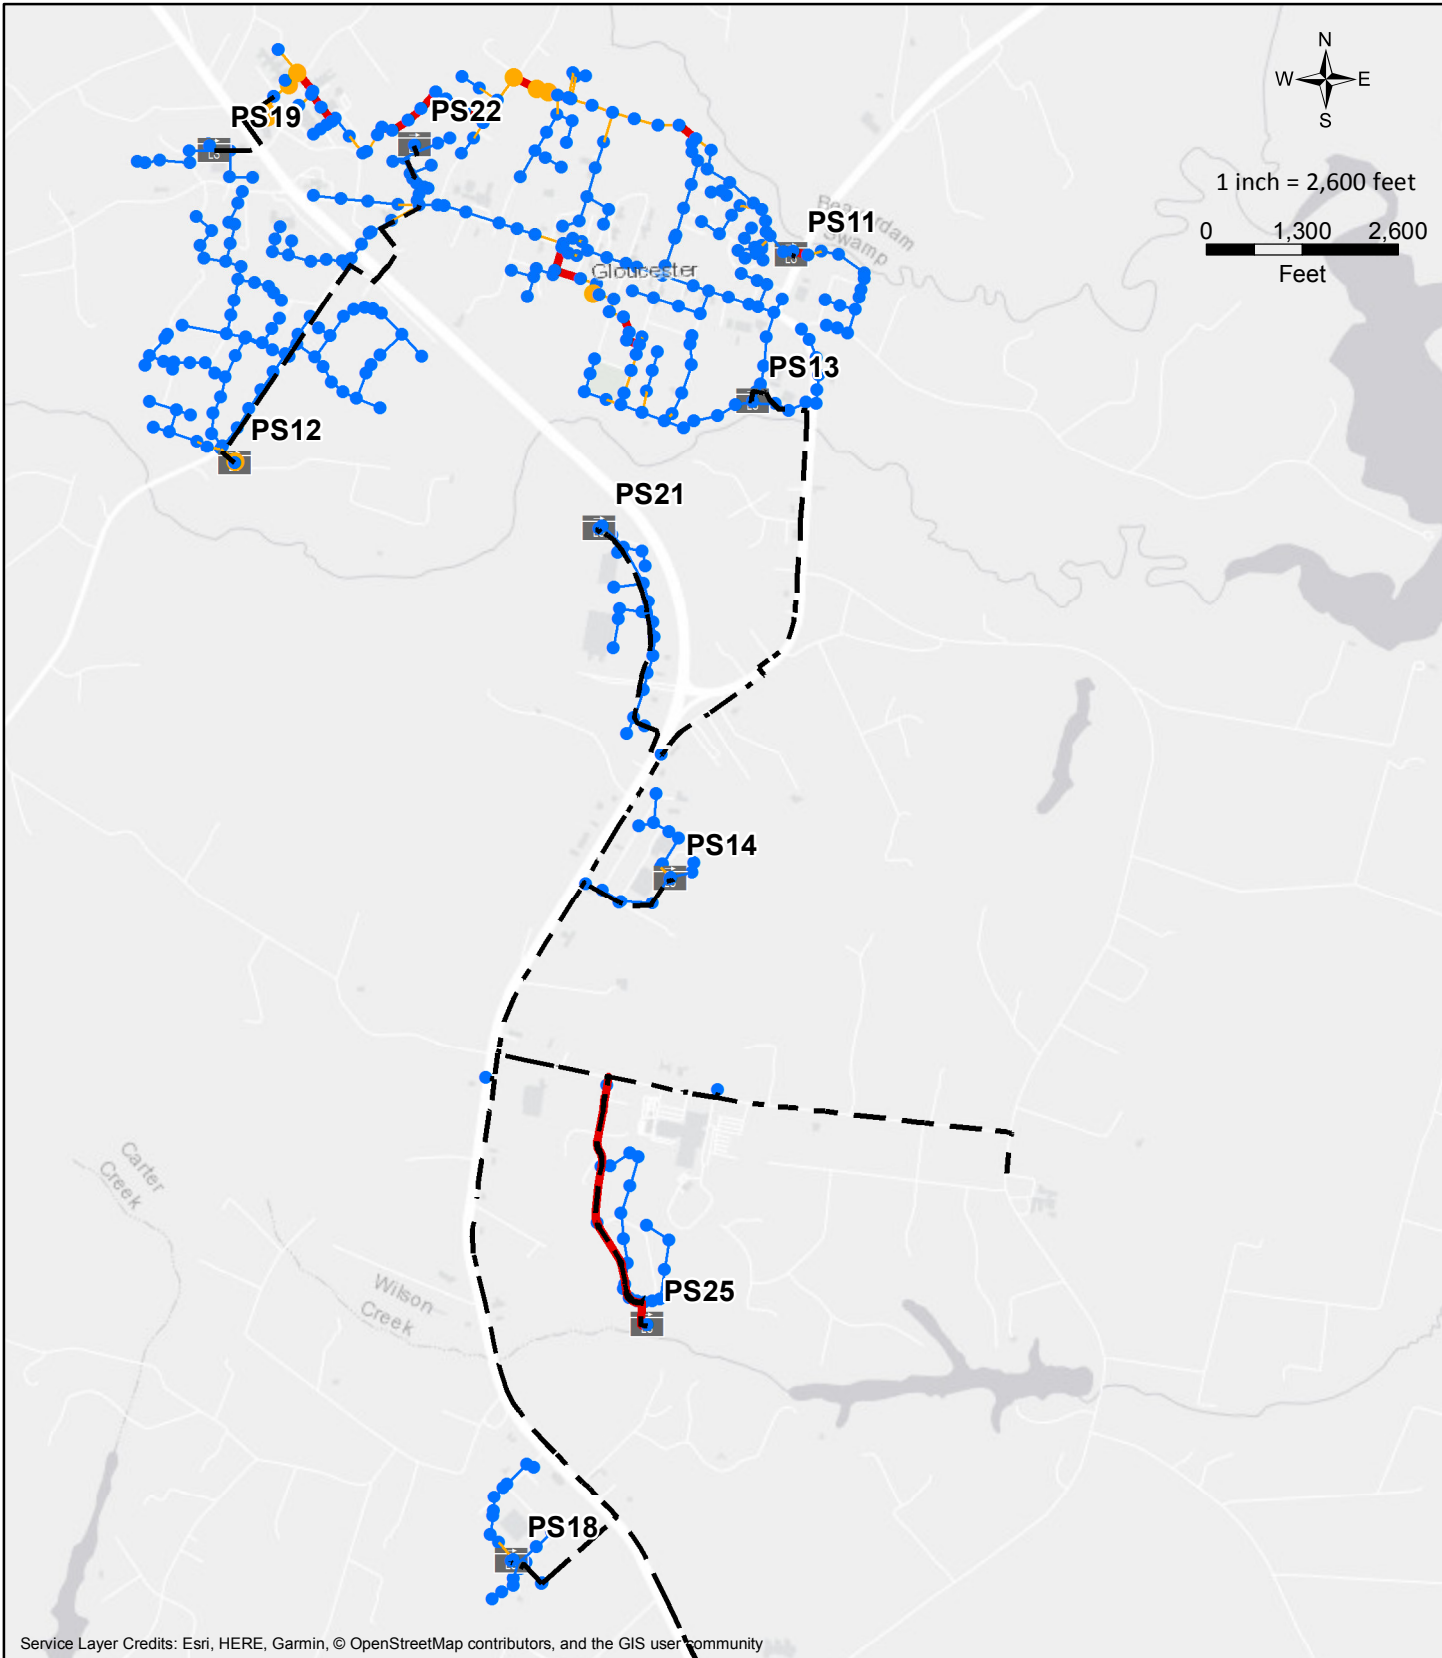 N
W E
S
1 inch = 2,600 feet
0 1,300 2,600
Feet
PS19
PS22
Beaverdam
Swamp
PS11
Gloucester
PS13
PS12
PS21
PS14
Carter
Creek
Wilson
Creek
PS25
PS18
Service Layer Credits: Esri, HERE, Garmin, © OpenStreetMap contributors, and the GIS user community